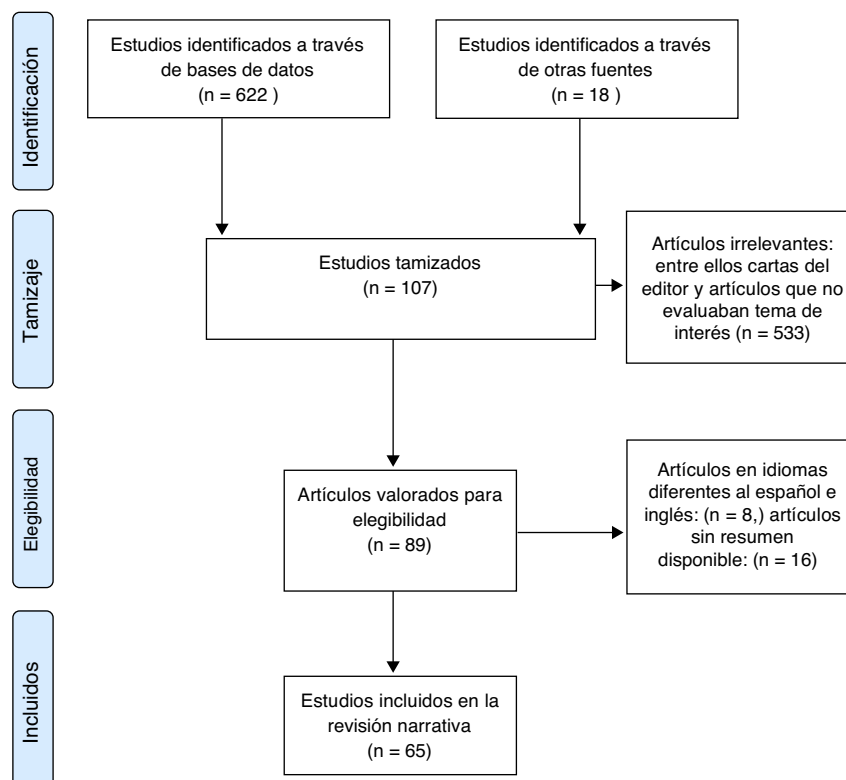 Identificación
Estudios identificados a través
de bases de datos
(n = 622 )
Estudios identificados a través
de otras fuentes
(n = 18 )
Tamizaje
Estudios tamizados
(n = 107)
Artículos irrelevantes:
entre ellos cartas del
editor y artículos que no
evaluaban tema de
interés (n = 533)
Elegibilidad
Artículos valorados para
elegibilidad
(n = 89)
Artículos en idiomas
diferentes al español e
inglés: (n = 8,) artículos
sin resumen
disponible: (n = 16)
Incluidos
Estudios incluidos en la
revisión narrativa
(n = 65)